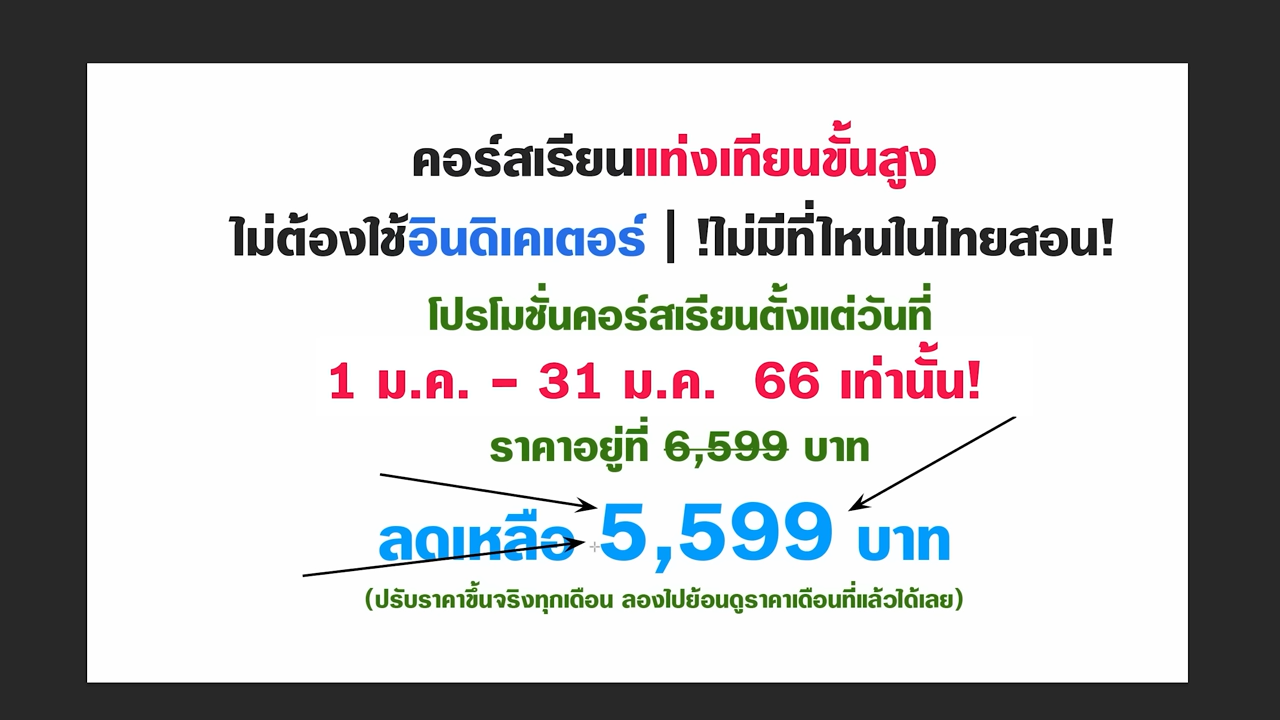 คอร์สเรียนแท่งเทียนขั้นสูง
ไม่ต้องใช้อินดิเคเตอร์ | !ไม่มีที่ไหนในไทยสอน!
โปรโมชั่นคอร์สเรียนตั้งแต่วันที่
1 ม.ค. – 31 ม.ค. 66 เท่านั้น!
ราคาอยู่ที่ 6,599 บาท
ลดเหลือ 5,599 บาท
(ปรับราคาขึ้นจริงทุกเดือน ลองไปย้อนดูราคาเดือนที่แล้วได้เลย)